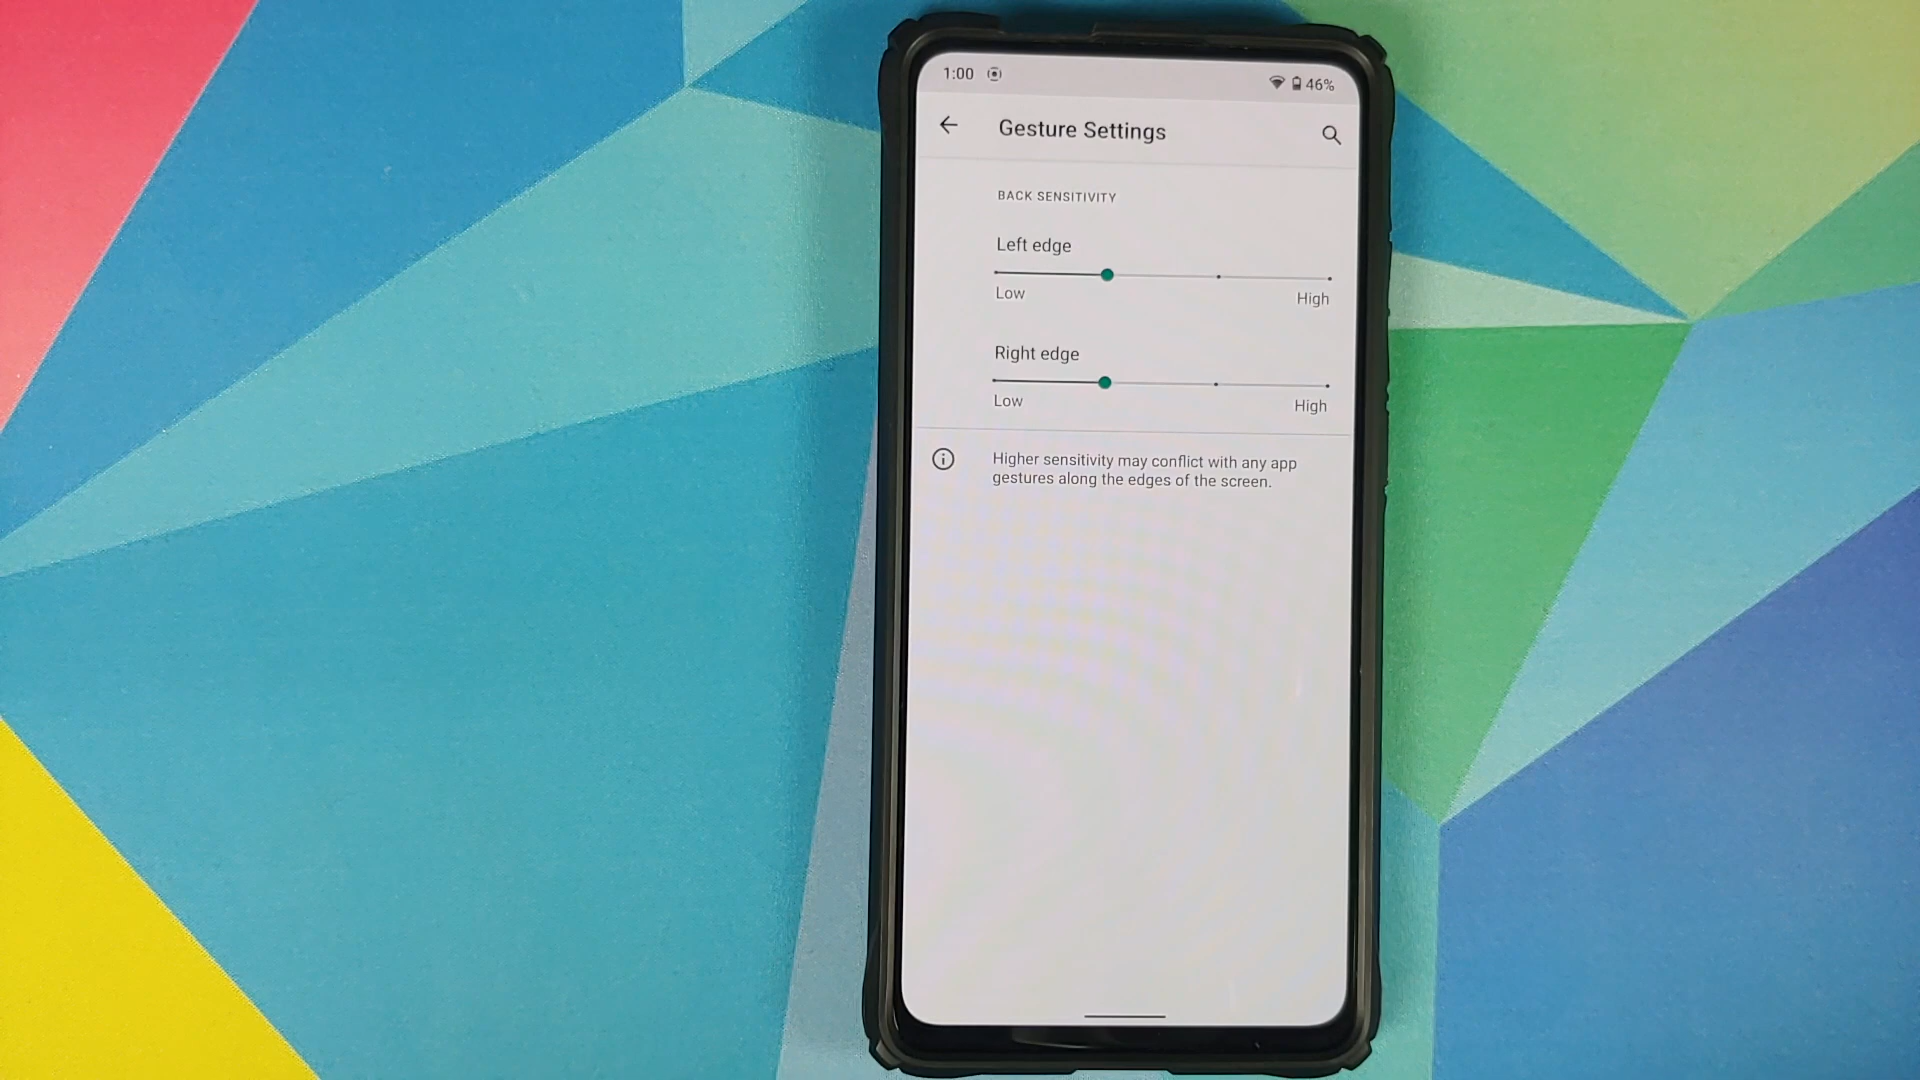 1:00
46%
Gesture Settings
BACK SENSITIVITY
Left edge
Low
High
Right edge
Low
High
Higher sensitivity may conflict with any app
gestures along the edges of the screen.